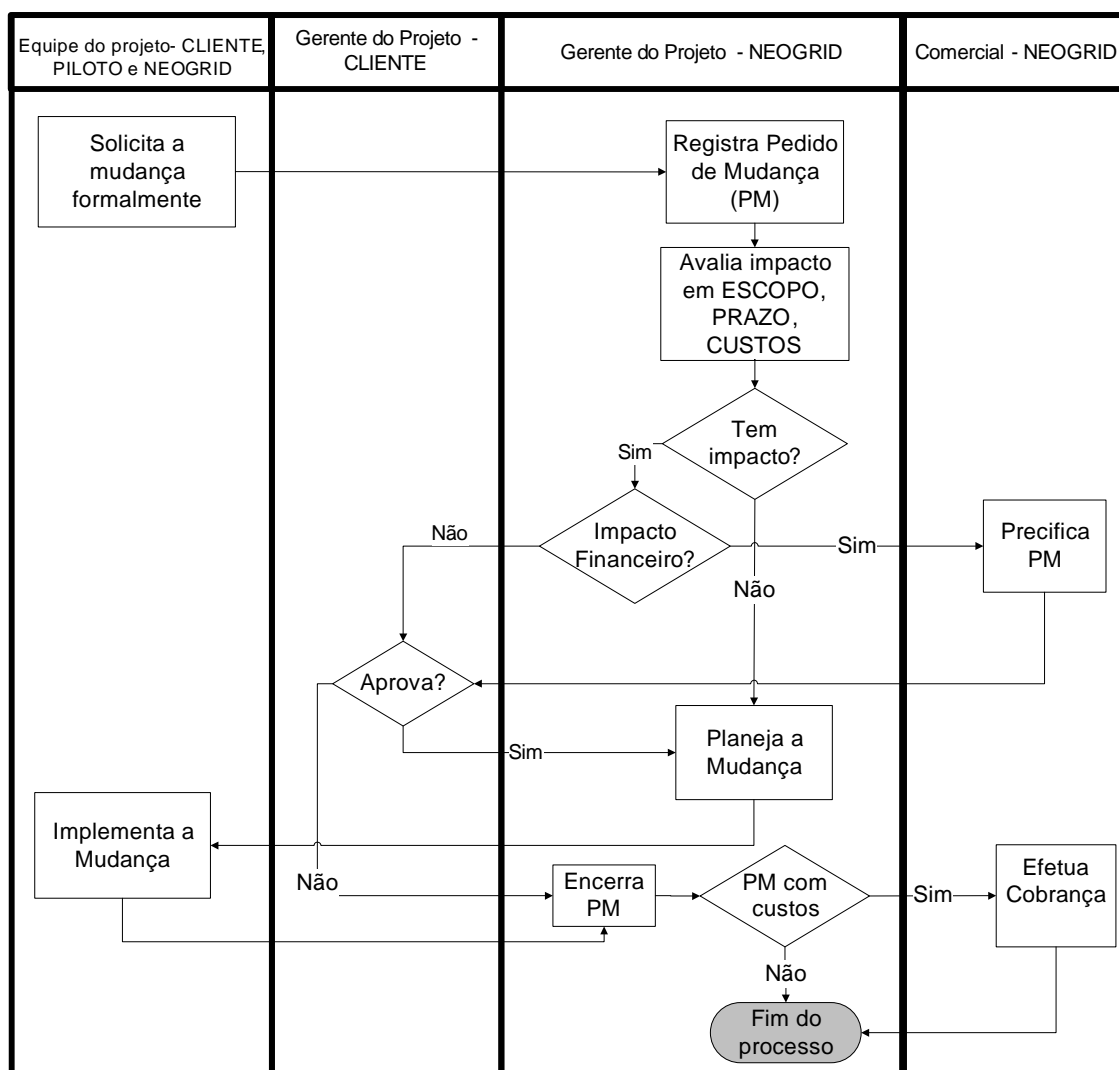 Equipe do projeto- CLIENTE,
PILOTO e NEOGRID
Gerente do Projeto -
CLIENTE
Gerente do Projeto - NEOGRID
Comercial - NEOGRID
Solicita a
mudança
formalmente
Registra Pedido
de Mudança
(PM)
Avalia impacto
em ESCOPO,
PRAZO,
CUSTOS
Tem
impacto?
Sim
Impacto
Financeiro?
Não
Sim
Precifica
PM
Não
Aprova?
Sim
Planeja a
Mudança
Implementa a
Mudança
Não
Encerra
PM
PM com
custos
Sim
Efetua
Cobrança
Não
Fim do
processo